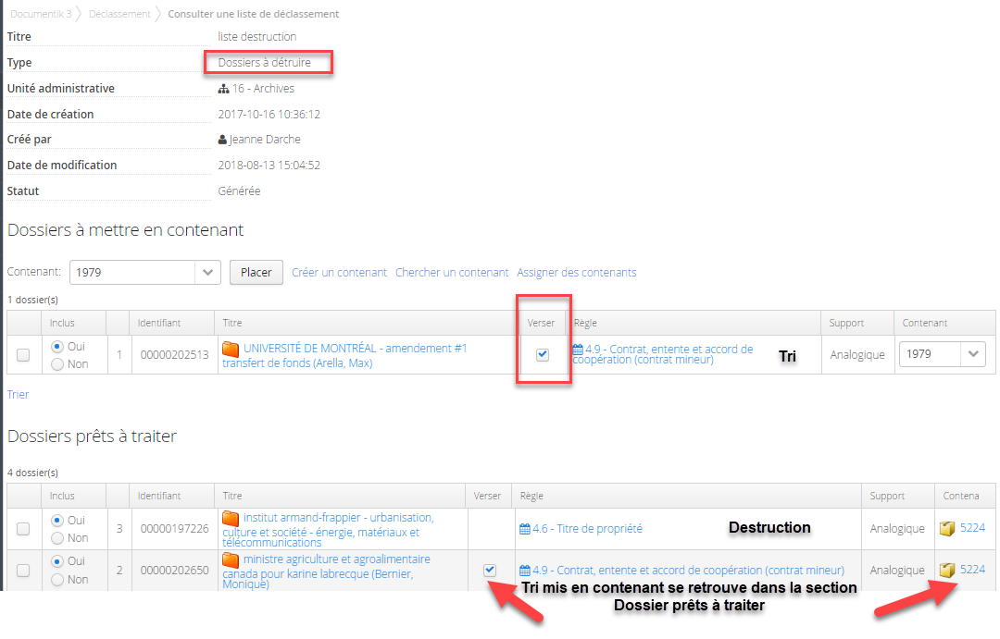 Documentik 3 Déclassement Consulter une liste de déclassement
Titre liste destruction
Type Dossiers à détruire
Unité administrative 16 - Archives
Date de création 2017-10-16 10:36:12
Créé par Jeanne Darche
Date de modification 2018-08-13 15:04:52
Statut Générée
Dossiers à mettre en contenant
Contenant: 1979 Placer Créer un contenant Chercher un contenant Assigner des contenants
1 dossier(s)
Inclus Identifiant Titre Verser Règle Support Contenant
Oui
Non
1 00000202513
UNIVERSITÉ DE MONTRÉAL - amendement #1
transfert de fonds (Arella, Max)
4.9 - Contrat, entente et accord de
coopération (contrat mineur)
Tri
Analogique 1979
Trier
Dossiers prêts à traiter
4 dossier(s)
Inclus Identifiant Titre Verser Règle Support Contena
Oui
Non
3 00000197226
institut armand-frappier - urbanisation,
culture et société - énergie, matériaux et
télécommunications
4.6 - Titre de propriété
Destruction
Analogique 5224
Oui
Non
2 00000202650
ministre agriculture et agroalimentaire
canada pour karine labrecque (Bernier,
Monique)
4.9 - Contrat, entente et accord de coopération (contrat mineur)
Analogique 5224
Tri mis en contenant se retrouve dans la section
Dossier prêts à traiter